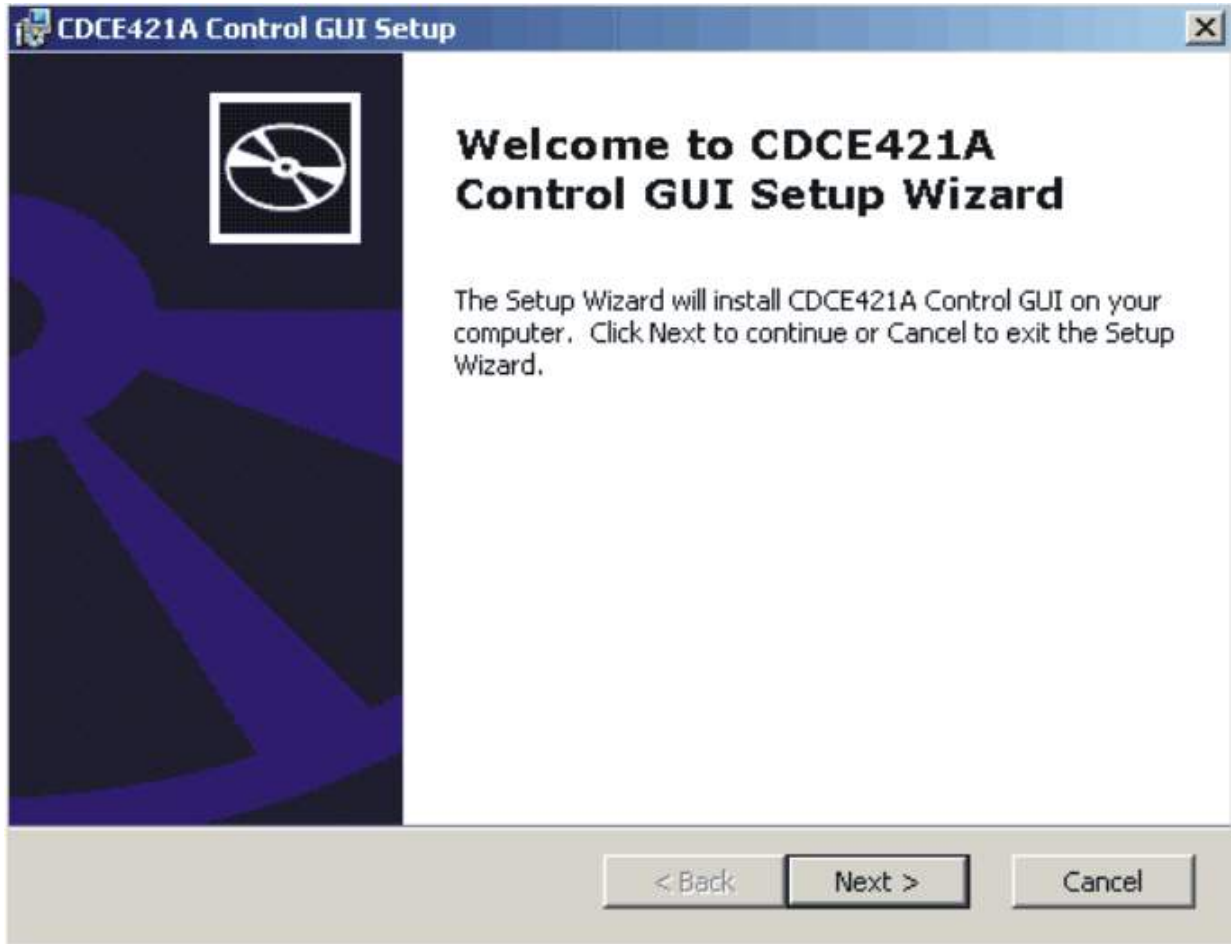 CDCE421A Control GUI Setup
Welcome to CDCE421A
Control GUI Setup Wizard
The Setup Wizard will install CDCE421A Control GUI on your
computer. Click Next to continue or Cancel to exit the Setup
Wizard.
< Back
Next >
Cancel